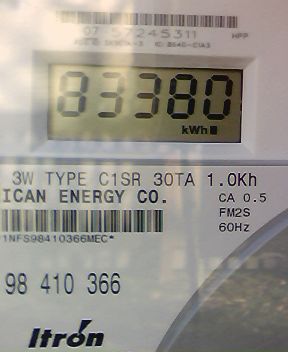 07 57245311 HPP
83380
kWh
3W TYPE C1SR 30TA 1.0Kh
ICAN ENERGY CO. CA 0.5
FM2S
60Hz
1NFS98410366MEC*
98 410 366
Itron